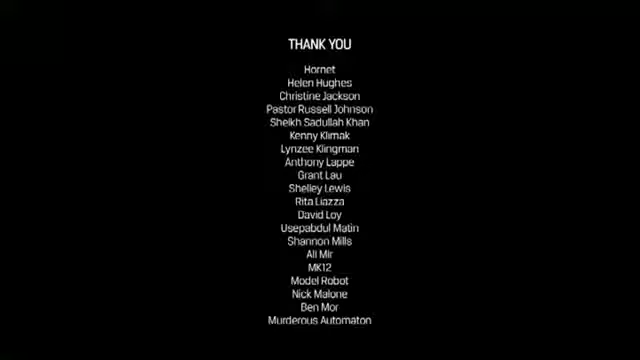 THANK YOU
Hornet
Helen Hughes
Christine Jackson
Pastor Russell Johnson
Sheikh Sadullah Khan
Kenny Klimak
Lynzee Klingman
Anthony Lappe
Grant Lau
Shelley Lewis
Rita Liazza
David Loy
Usepabdul Matin
Shannon Mills
Ali Mir
MK12
Model Robot
Nick Malone
Ben Mor
Murderous Automaton